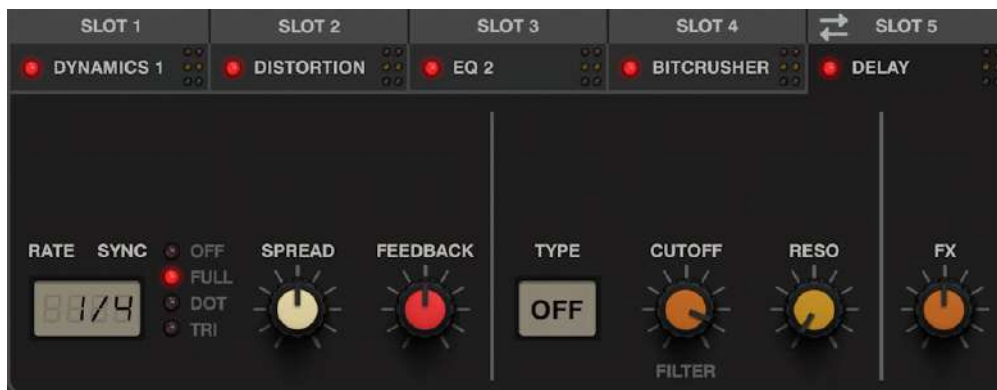 SLOT 1 SLOT 2 SLOT 3 SLOT 4 SLOT 5
DYNAMICS 1 DISTORTION EQ 2 BITCRUSHER DELAY
RATE SYNC OFF SPREAD FEEDBACK TYPE CUTOFF RESO FX
FULL
1/4 DOT OFF
TRI
FILTER